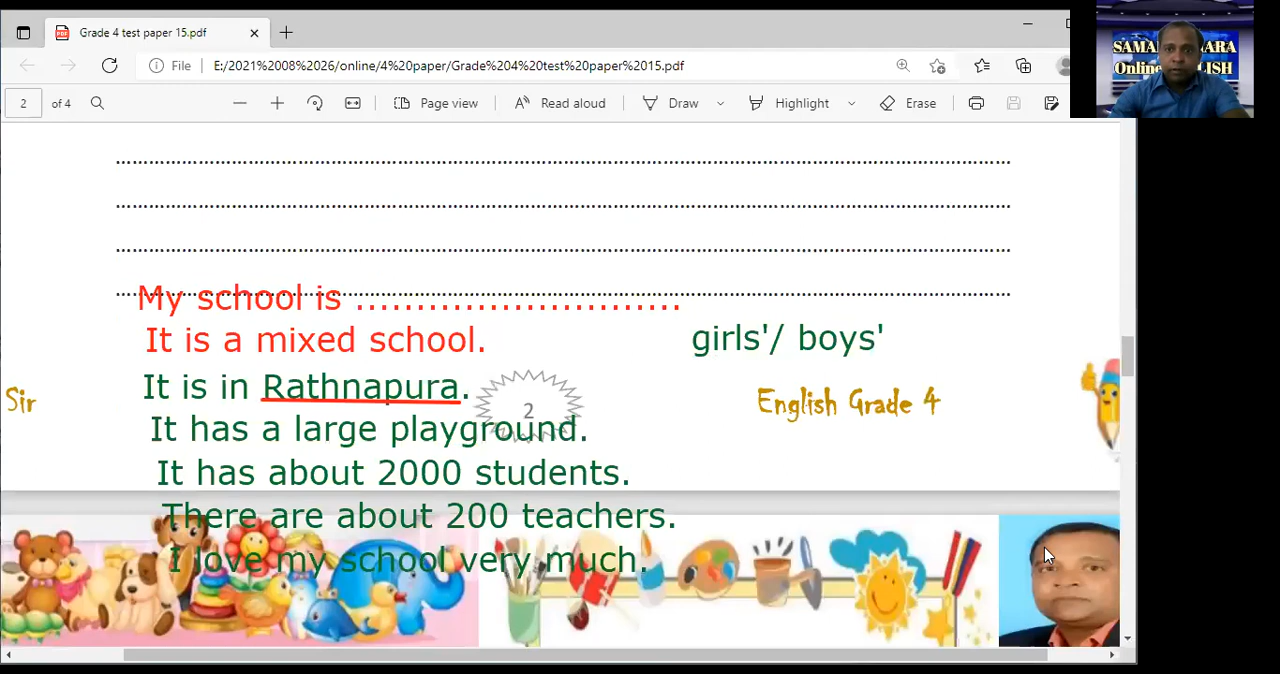 Grade 4 test paper 15.pdf
File E:/2021%2008%2026/online/4%20paper/Grade%204%20test%20paper%2015.pdf
2 of 4 Page view Read aloud Draw Highlight Erase
My school is ...........................
It is a mixed school.
girls'/ boys'
It is in Rathnapura.
Sir
2
English Grade 4
It has a large playground.
It has about 2000 students.
There are about 200 teachers.
I love my school very much.